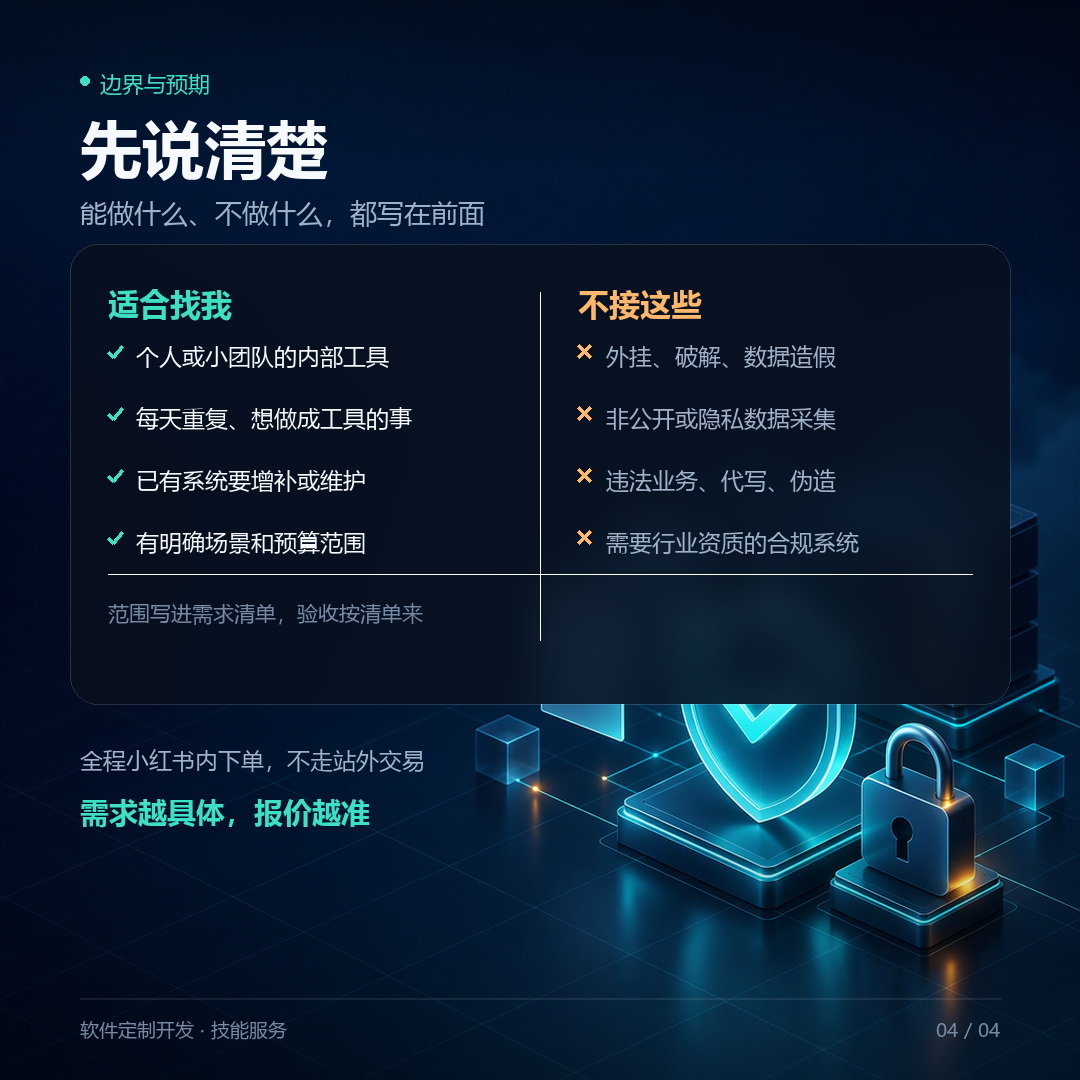 边界与预期
先说清楚
能做什么、不做什么，都写在前面
适合找我
个人或小团队的内部工具
每天重复、想做成工具的事
已有系统要增补或维护
有明确场景和预算范围
不接这些
外挂、破解、数据造假
非公开或隐私数据采集
违法业务、代写、伪造
需要行业资质的合规系统
范围写进需求清单，验收按清单来
全程小红书内下单，不走站外交易
需求越具体，报价越准
软件定制开发 · 技能服务
04 / 04